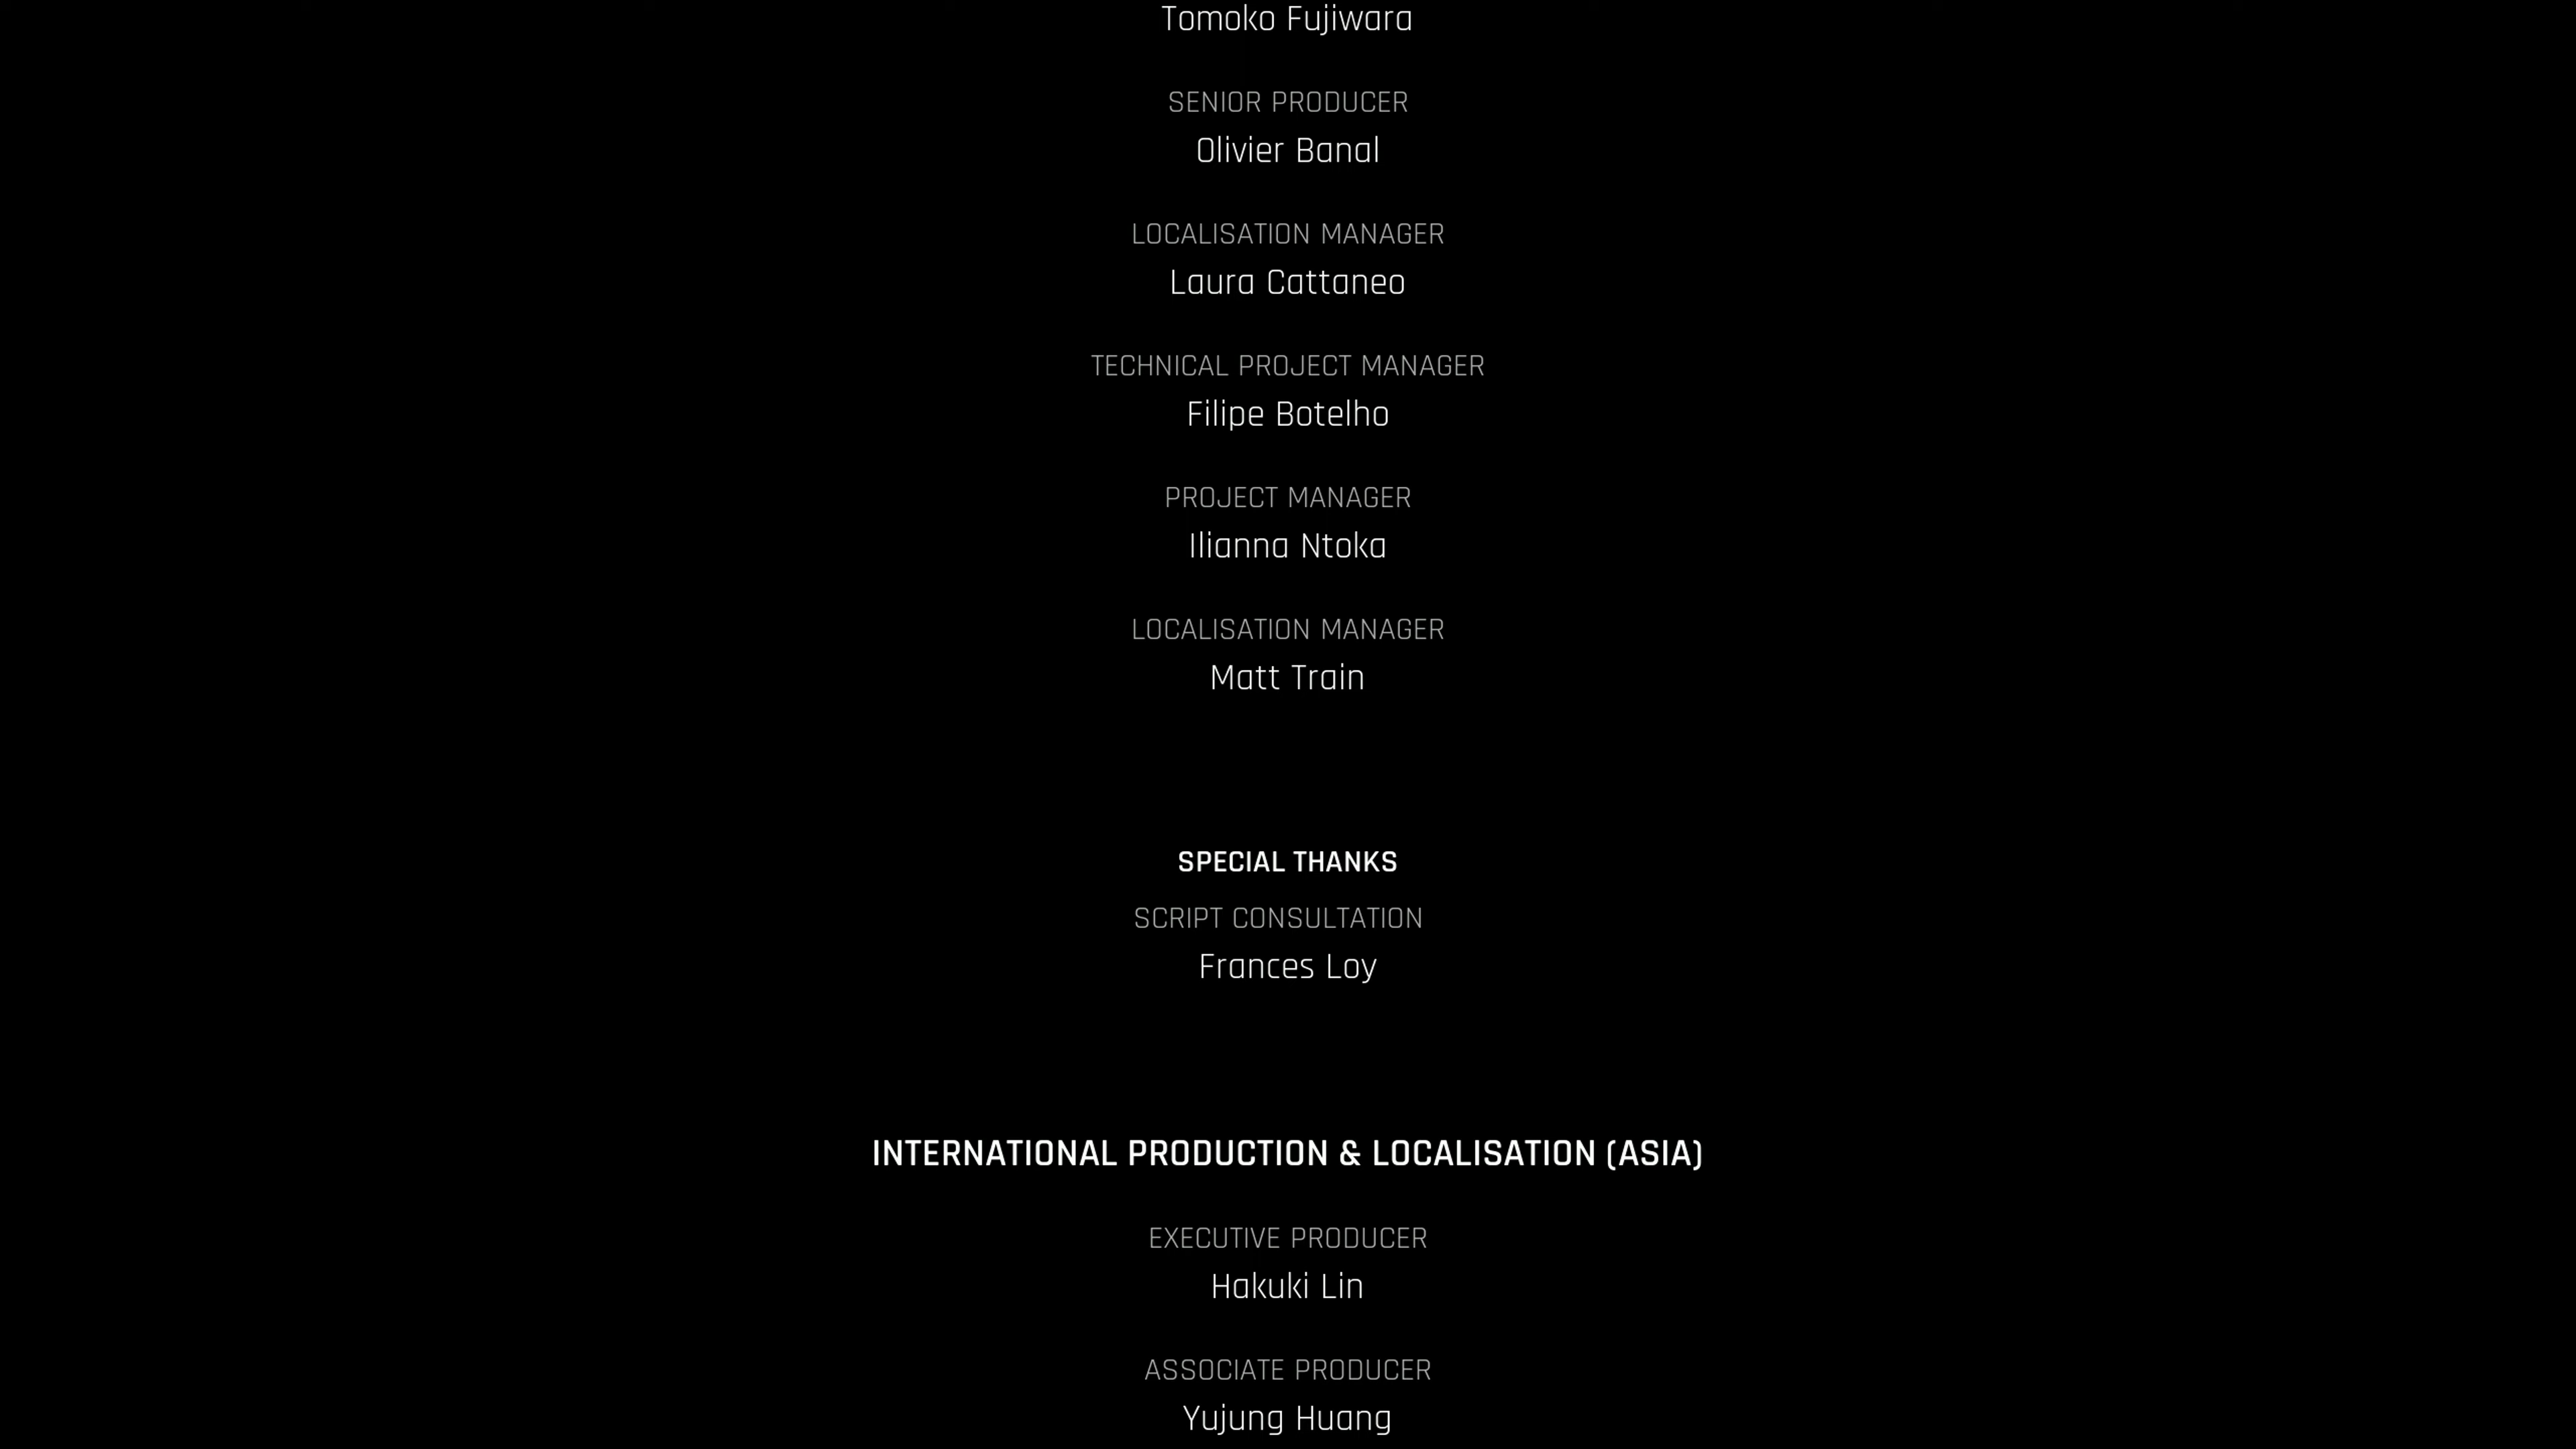 Tomoko Fujiwara
SENIOR PRODUCER
Olivier Banal
LOCALISATION MANAGER
Laura Cattaneo
TECHNICAL PROJECT MANAGER
Filipe Botelho
PROJECT MANAGER
Ilianna Ntoka
LOCALISATION MANAGER
Matt Train
SPECIAL THANKS
SCRIPT CONSULTATION
Frances Loy
INTERNATIONAL PRODUCTION & LOCALISATION (ASIA)
EXECUTIVE PRODUCER
Hakuki Lin
ASSOCIATE PRODUCER
Yujung Huang